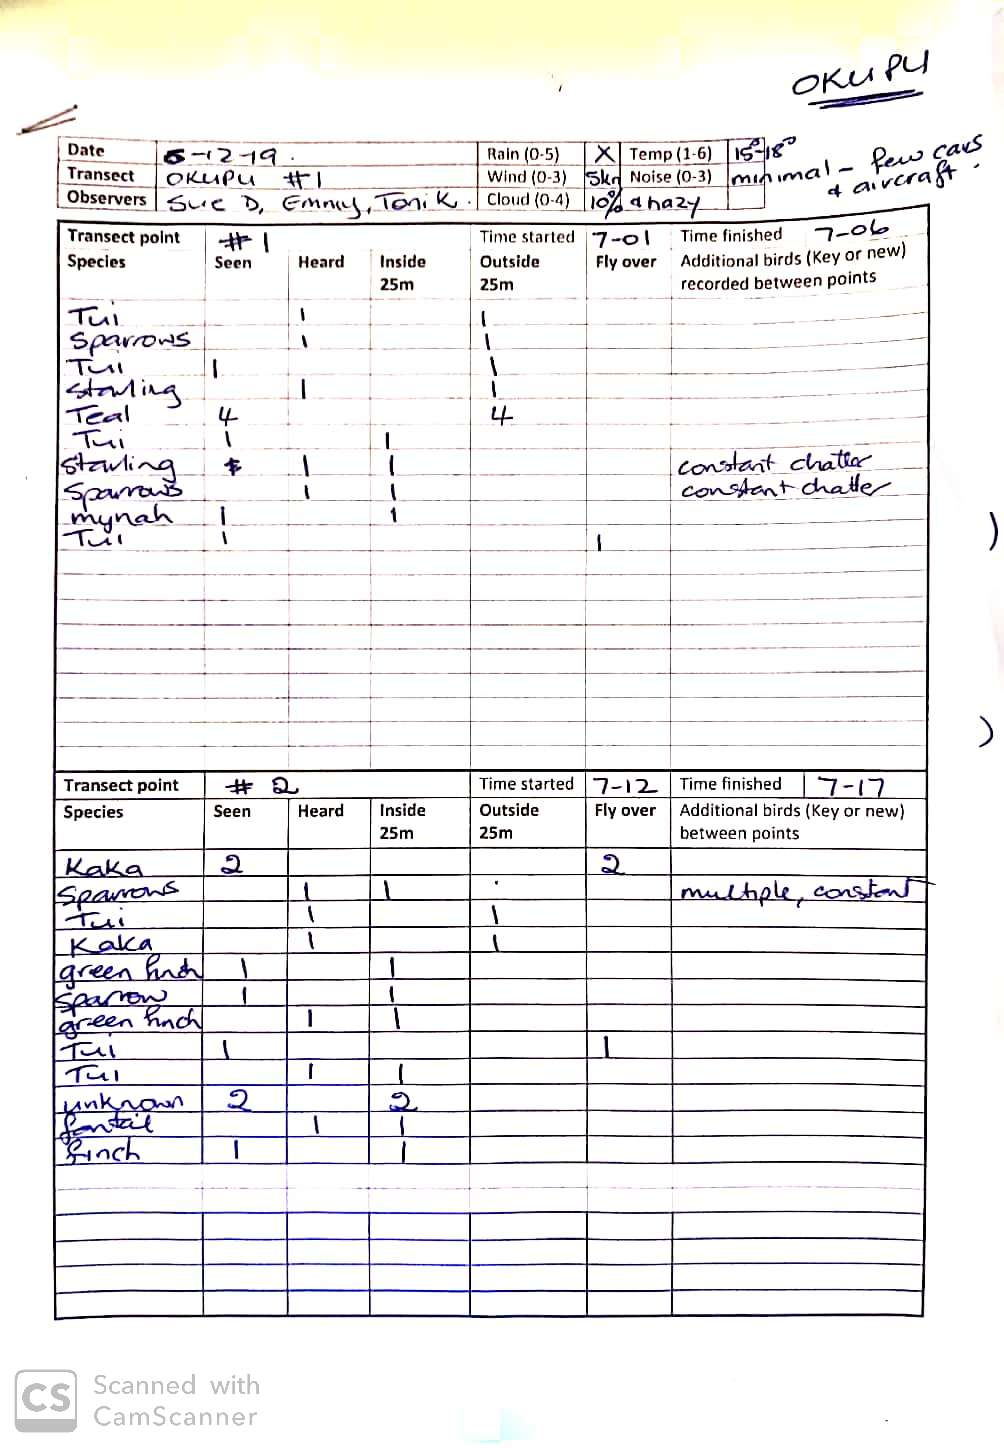 OKUPU
Date 5-12-19. Rain (0-5) X Temp (1-6) 15°-18°
Transect OKUPU #1 Wind (0-3) 5kn Noise (0-3) minimal - few cars & aircraft.
Observers Sue D, Emmy, Toni K. Cloud (0-4) 10% & hazy
Transect point #1 Time started 7-01 Time finished 7-06
Species Seen Heard Inside 25m Outside 25m Fly over Additional birds (Key or new) recorded between points
Tui 1 1
Sparrows 1 1
Tui 1 1
Starling 1 1
Teal 4 4
Tui 1 1
Starling 1 1 constant chatter
Sparrows 1 1 constant chatter
mynah 1 1
Tui 1 1
Transect point # 2 Time started 7-12 Time finished 7-17
Species Seen Heard Inside 25m Outside 25m Fly over Additional birds (Key or new) between points
Kaka 2 2
Sparrows 1 1 multiple, constant
Tui 1 1
Kaka 1 1
green finch 1 1
Sparrow 1 1
green finch 1 1
Tui 1 1
Tui 1 1
unknown 2 2
fantail 1 1
finch 1 1
CS Scanned with
CamScanner